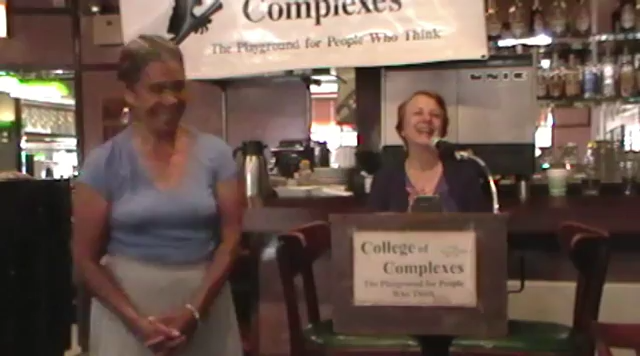 Complexes
The Playground for People Who Think
College of
Complexes
The Playground for People
Who Think